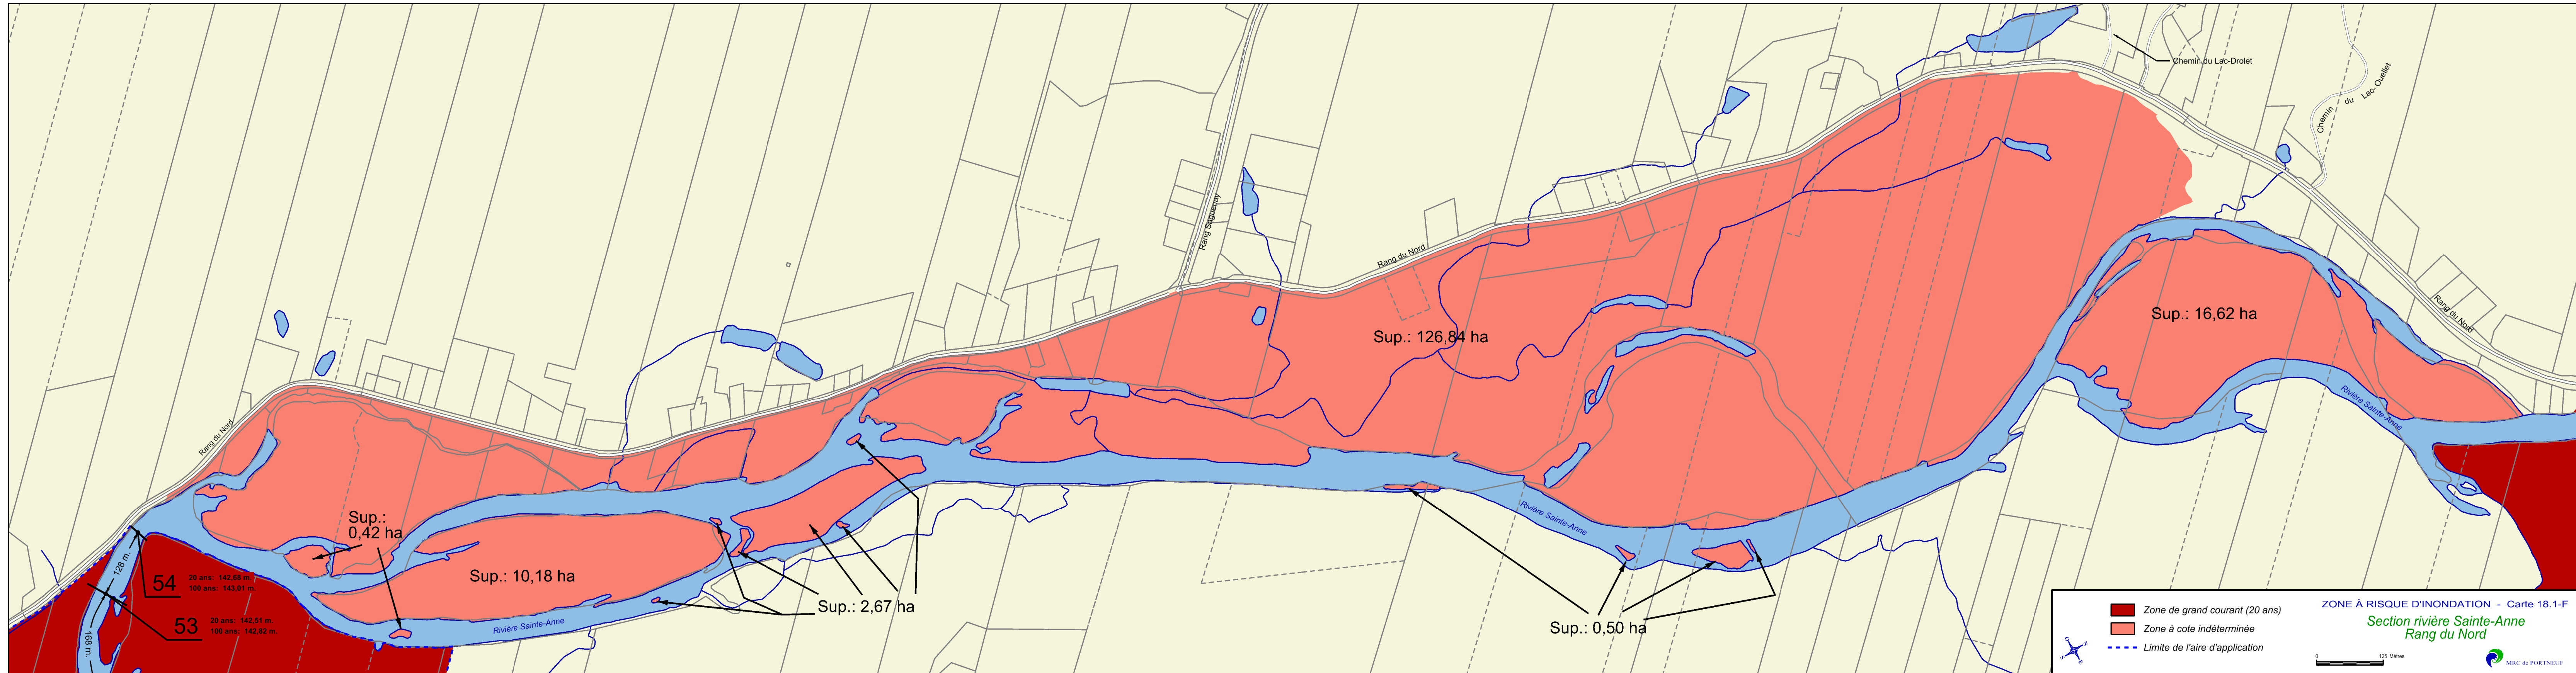 Chemin du Lac-Drolet
Chemin du Lac-Ouellet
Rang Saguenay
Rang du Nord
Sup.: 126,84 ha
Sup.: 16,62 ha
Rang du Nord
Rivière Sainte-Anne
Rang du Nord
Sup.:
0,42 ha
Rivière Sainte-Anne
128 m.
54
20 ans: 142,68 m.
100 ans: 143,01 m.
Sup.: 10,18 ha
Sup.: 2,67 ha
53
20 ans: 142,51 m.
100 ans: 142,82 m.
168 m.
Rivière Sainte-Anne
Sup.: 0,50 ha
Zone de grand courant (20 ans)
Zone à cote indéterminée
Limite de l'aire d'application
ZONE À RISQUE D'INONDATION - Carte 18.1-F
Section rivière Sainte-Anne
Rang du Nord
0 125 Mètres
MRC de PORTNEUF